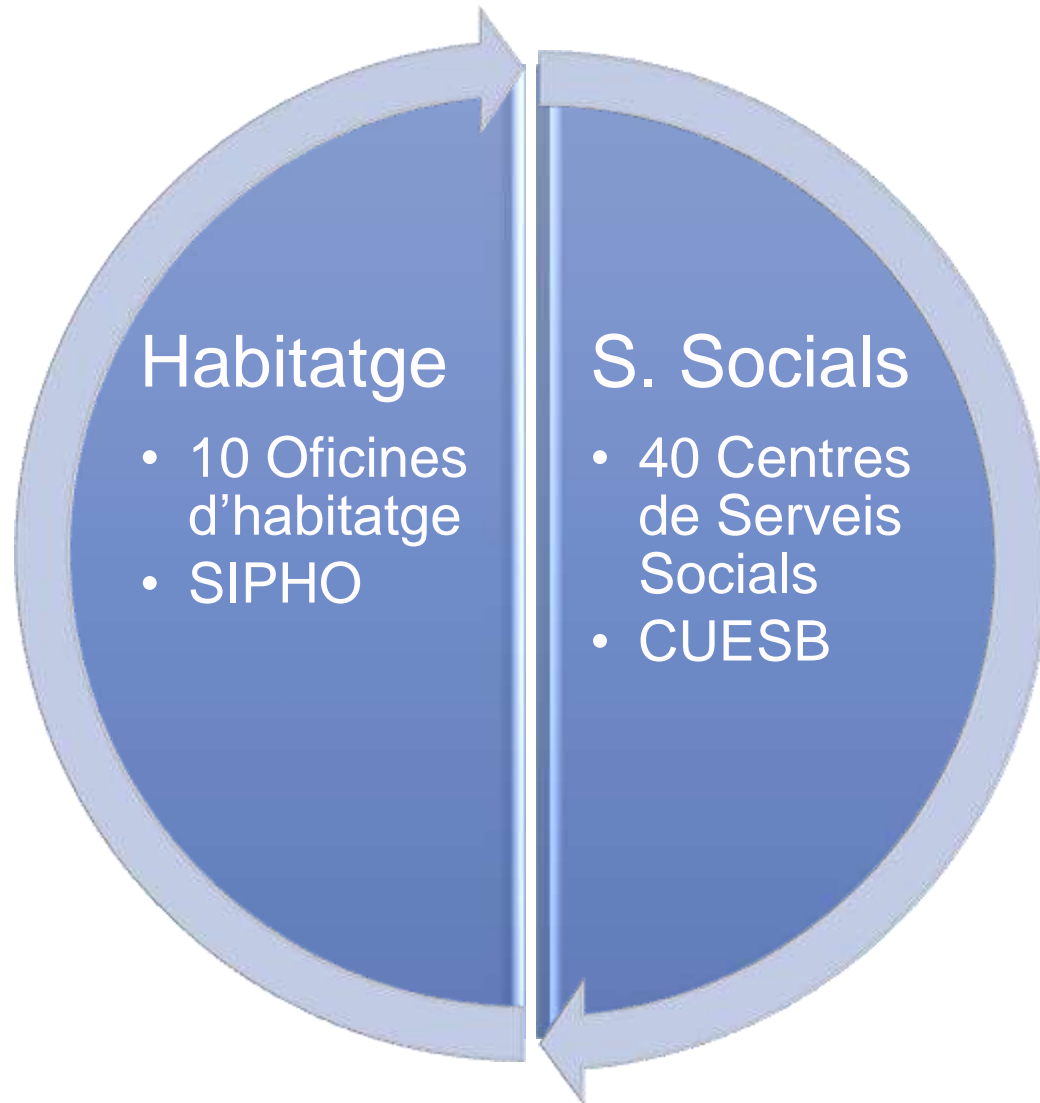 Habitatge
• 10 Oficines
d’habitatge
• SIPHO
S. Socials
• 40 Centres
de Serveis
Socials
• CUESB